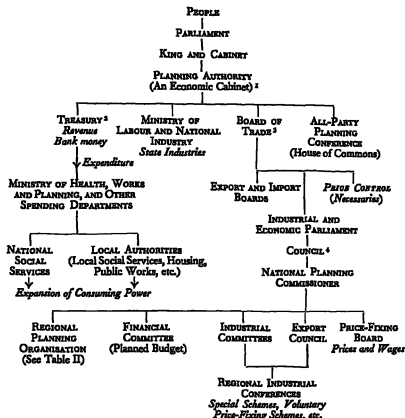 PEOPLE
PARLIAMENT
KING AND CABINET
PLANNING AUTHORITY
(An Economic Cabinet) 1
TREASURY 2
Revenue
Bank money
Expenditure
MINISTRY OF
LABOUR AND NATIONAL
INDUSTRY
State Industries
BOARD OF
TRADE 3
ALL-PARTY
PLANNING
CONFERENCE
(House of Commons)
MINISTRY OF HEALTH, WORKS
AND PLANNING, AND OTHER
SPENDING DEPARTMENTS
EXPORT AND IMPORT
BOARDS
PRICE CONTROL
(Necessaries)
INDUSTRIAL AND
ECONOMIC PARLIAMENT
COUNCIL 4
NATIONAL
SOCIAL
SERVICES
LOCAL AUTHORITIES
(Local Social Services, Housing,
Public Works, etc.)
Expansion of Consuming Power
NATIONAL PLANNING
COMMISSIONER
REGIONAL
PLANNING
ORGANISATION
(See Table II)
FINANCIAL
COMMITTEE
(Planned Budget)
INDUSTRIAL
COMMITTEES
EXPORT
COUNCIL
PRICE-FIXING
BOARD
Prices and Wages
REGIONAL INDUSTRIAL
CONFERENCES
Special Schemes, Voluntary
Price-Fixing Schemes, etc.